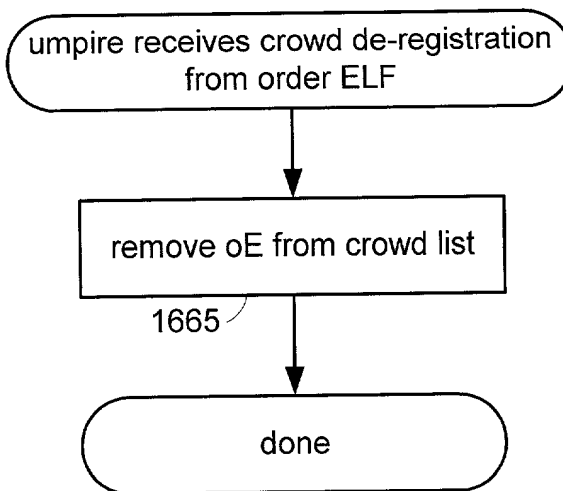 umpire receives crowd de-registration
from order ELF
remove oE from crowd list
1665
done